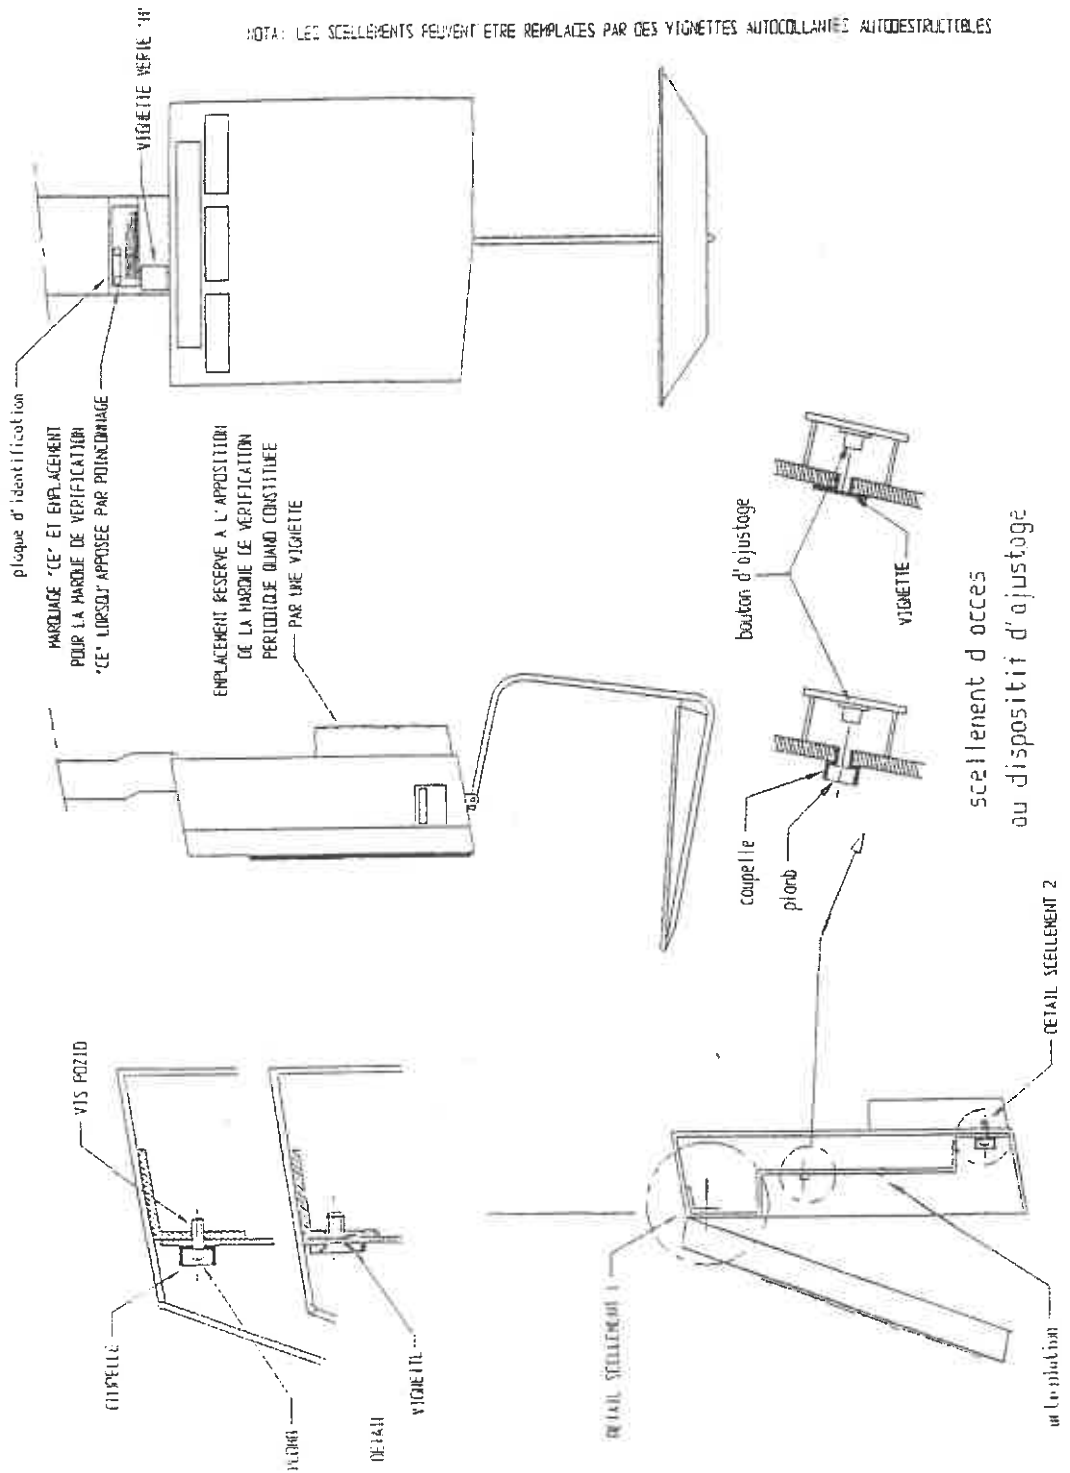 NOTA: LES SCELLEMENTS PEUVENT ETRE REMPLACES PAR DES VIGNETTES AUTOCOLLANTES AUTODESTRUCTIBLES
VIGNETTE VERTE "M"
plaque d'identification
MARQUAGE "CE" ET EMPLACEMENT
POUR LA MARQUE DE VERIFICATION
"CE" LORSQU'APPOSEE PAR POINCONNAGE
EMPLACEMENT RESERVE A L'APPOSITION
DE LA MARQUE DE VERIFICATION
PERIODIQUE QUAND CONSTITUEE
PAR UNE VIGNETTE
VIS POZID
COUPELLE
PLOMB
DETAIL
VIGNETTE
bouton d'ajustage
VIGNETTE
coupelle
plomb
scellement d acces
au dispositif d'ajustage
DETAIL SCELLEMENT 1
DETAIL SCELLEMENT 2